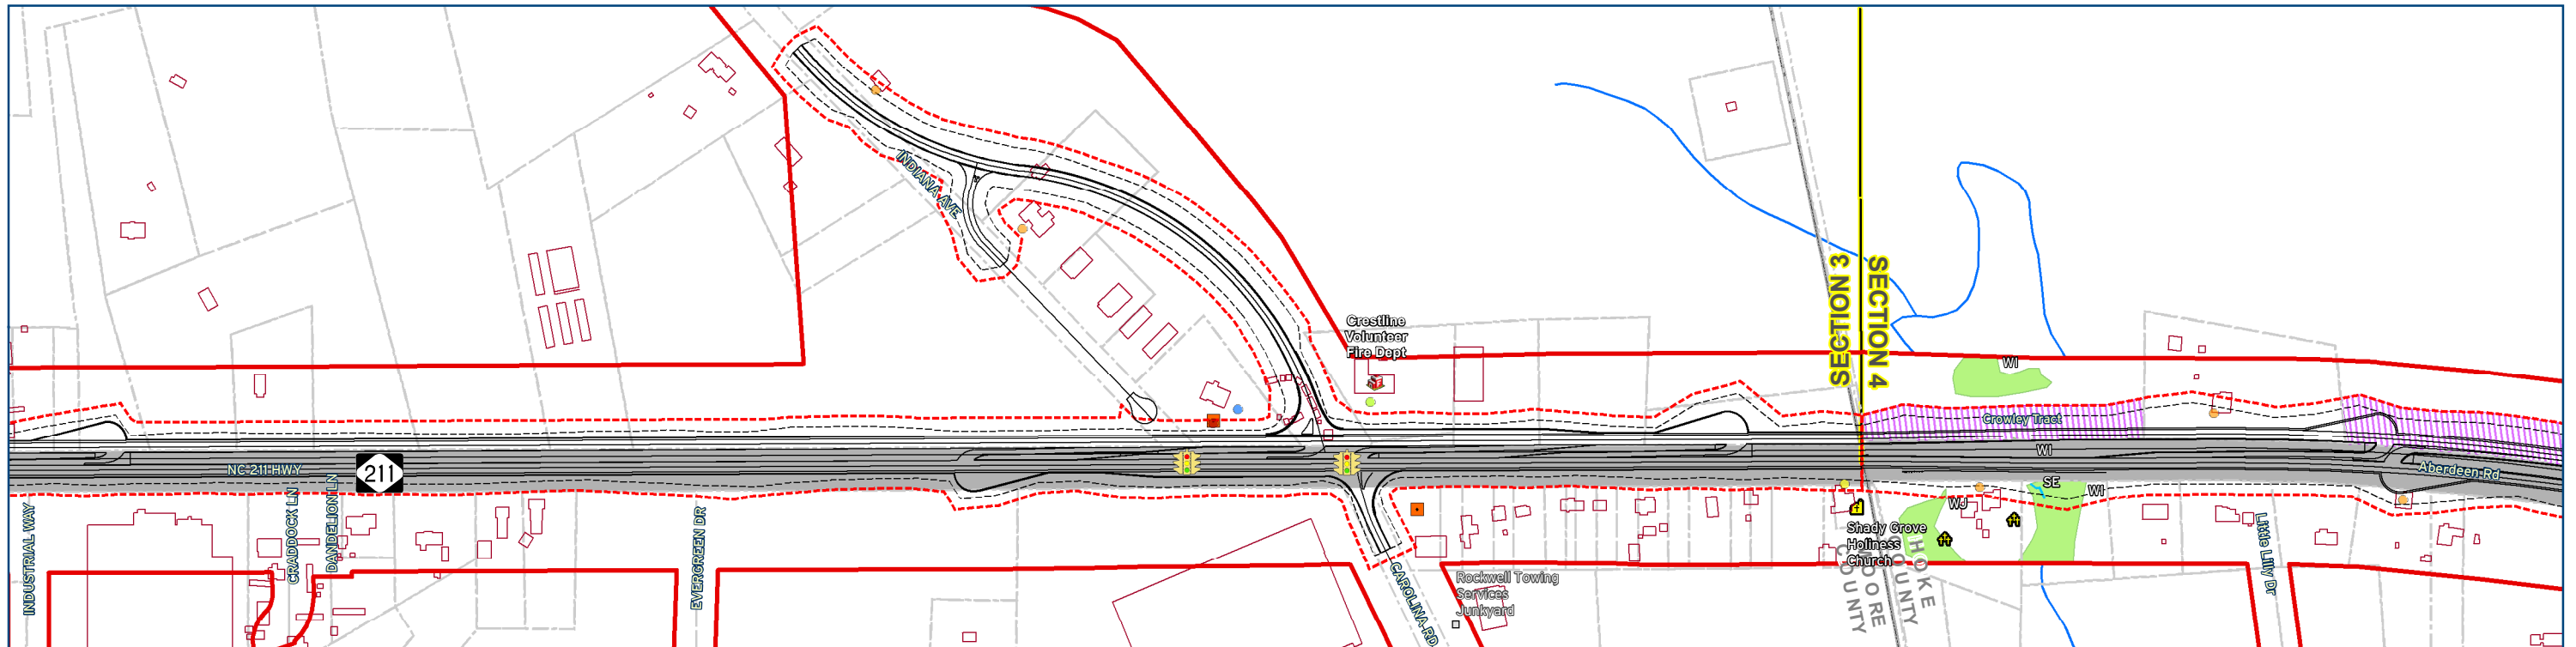 INDIANA AVE
SECTION 3
SECTION 4
Crestline
Volunteer
Fire Dept
WI
Crowley Tract
WI
NC 211 HWY
211
Aberdeen Rd
SE
WI
WJ
INDUSTRIAL WAY
CRADDOCK LN
DANDELION LN
EVERGREEN DR
CAROLINA RD
Rockwell Towing
Services
Junkyard
Shady Grove
Holiness
Church
MOORE
COUNTY
HOKE
COUNTY
Little Lilly Dr